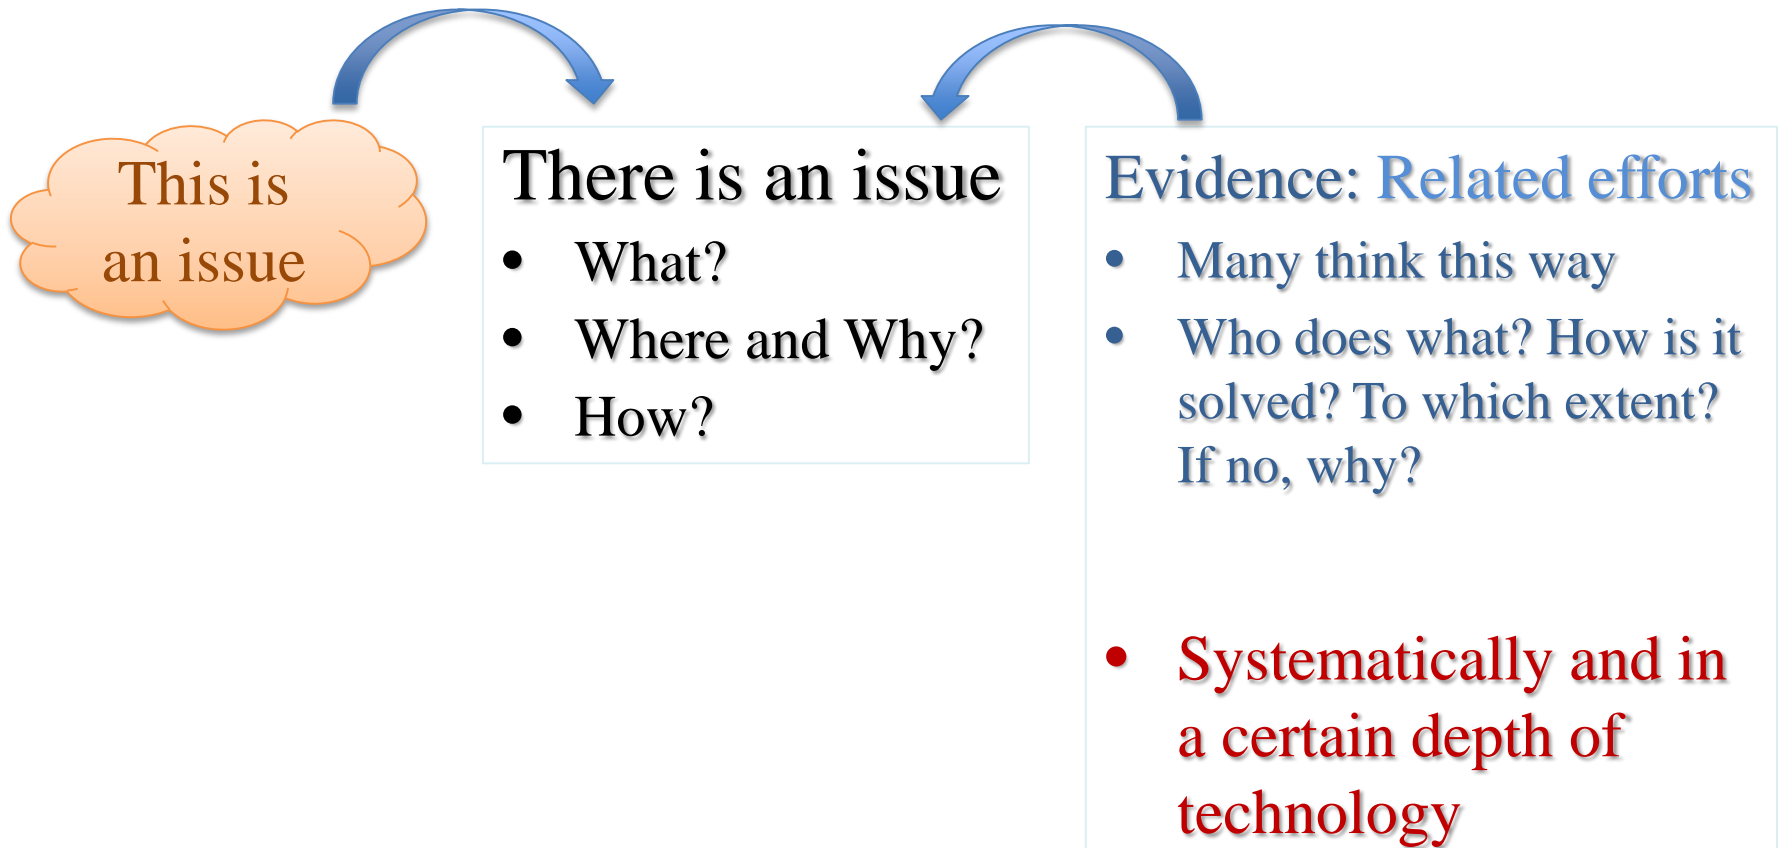 This is
an issue
There is an issue
• What?
• Where and Why?
• How?
Evidence: Related efforts
• Many think this way
• Who does what? How is it
solved? To which extent?
If no, why?
• Systematically and in
a certain depth of
technology